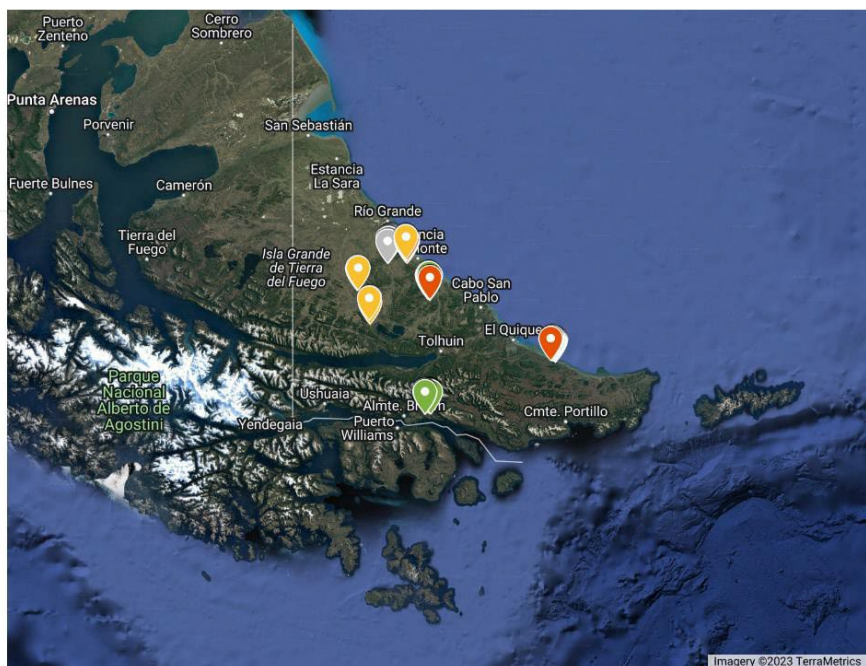 Puerto
Zenteno
Cerro
Sombrero
Punta Arenas
Porvenir
San Sebastián
Estancia
La Sara
Fuerte Bulnes
Camerón
Río Grande
Tierra del
Fuego
Isla Grande
de Tierra
del Fuego
Cabo San
Pablo
El Quique
Tolhuin
Parque
Nacional
Alberto de
Agostini
Ushuaia
Almte.
Cmte. Portillo
Yendegaia
Puerto
Williams
Imagery ©2023 TerraMetrics